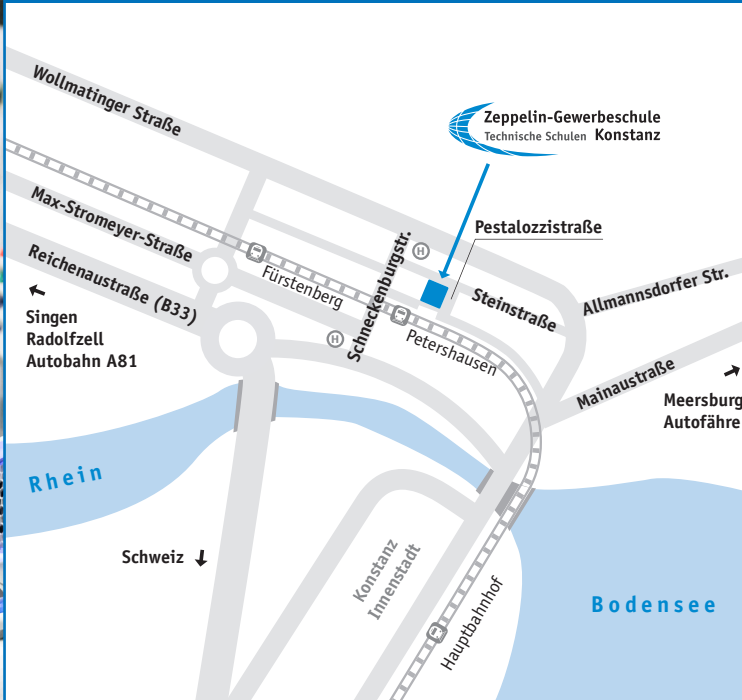 Wollmatinger Straße
Zeppelin-Gewerbeschule
Technische Schulen Konstanz
Max-Stromeyer-Straße
Pestalozzistraße
Reichenaustraße (B33)
Schneckenburgstr.
H
Fürstenberg
Steinstraße
Allmannsdorfer Str.
Singen
Radolfzell
Autobahn A81
H
Petershausen
Mainaustraße
Meersburg
Autofähre
Rhein
Schweiz
Konstanz
Innenstadt
Hauptbahnhof
Bodensee